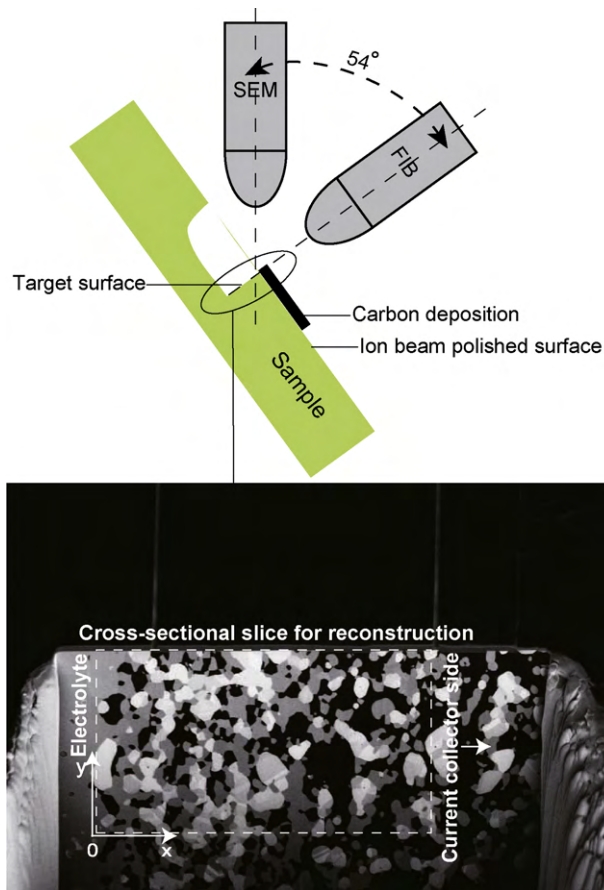 54°
SEM
FIB
Target surface
Carbon deposition
Ion beam polished surface
Sample
Cross-sectional slice for reconstruction
Electrolyte
Current collector side
Y
0
x